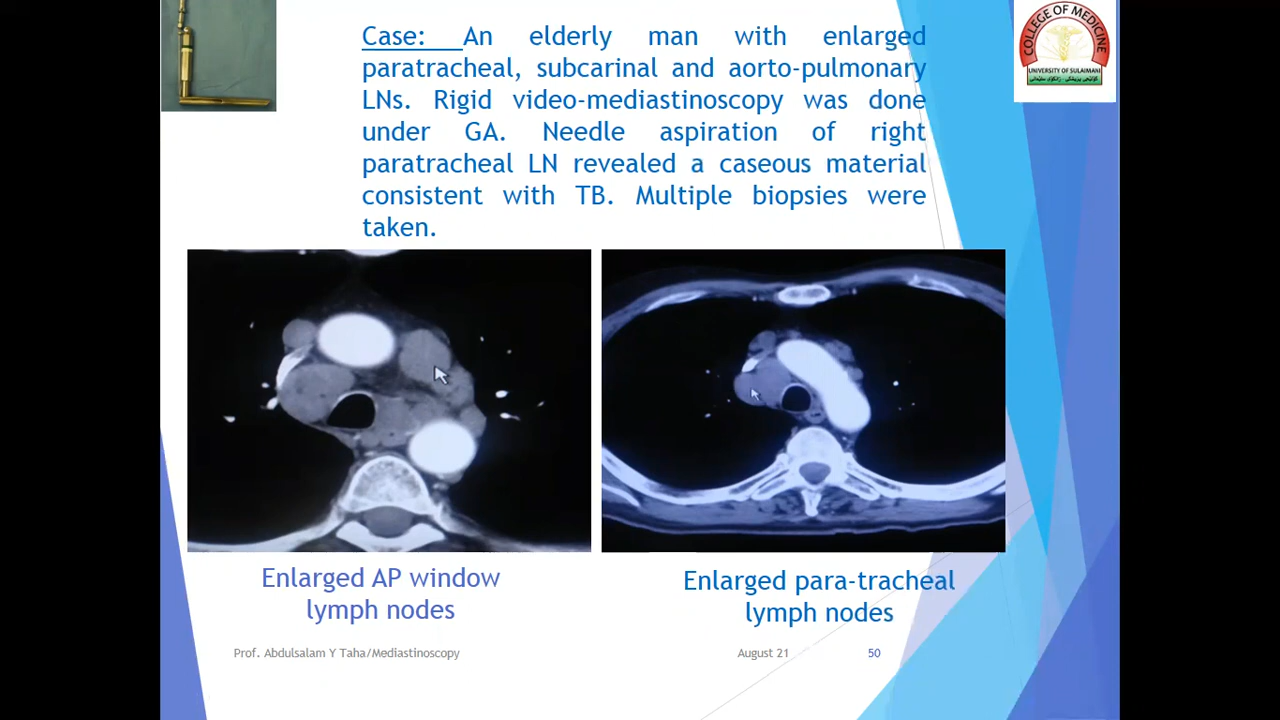 Case: An elderly man with enlarged
paratracheal, subcarinal and aorto-pulmonary
LNs. Rigid video-mediastinoscopy was done
under GA. Needle aspiration of right
paratracheal LN revealed a caseous material
consistent with TB. Multiple biopsies were
taken.
COLLEGE OF MEDICINE
UNIVERSITY OF SULAIMANI
Enlarged AP window
lymph nodes
Enlarged para-tracheal
lymph nodes
Prof. Abdulsalam Y Taha/Mediastinoscopy
August 21
50